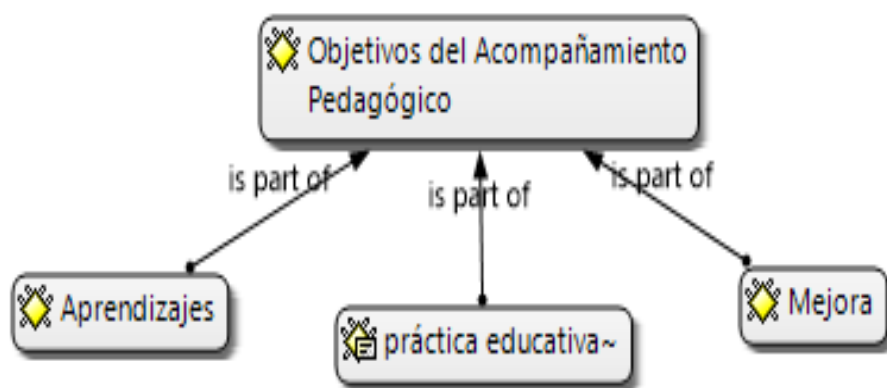 Objetivos del Acompañamiento
Pedagógico
is part of
is part of
is part of
Aprendizajes
práctica educativa~
Mejora